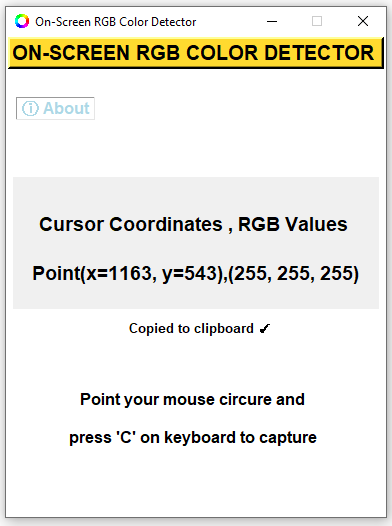 On-Screen RGB Color Detector
ON-SCREEN RGB COLOR DETECTOR
ⓘ About
Cursor Coordinates , RGB Values
Point(x=1163, y=543),(255, 255, 255)
Copied to clipboard ✔
Point your mouse circure and
press 'C' on keyboard to capture